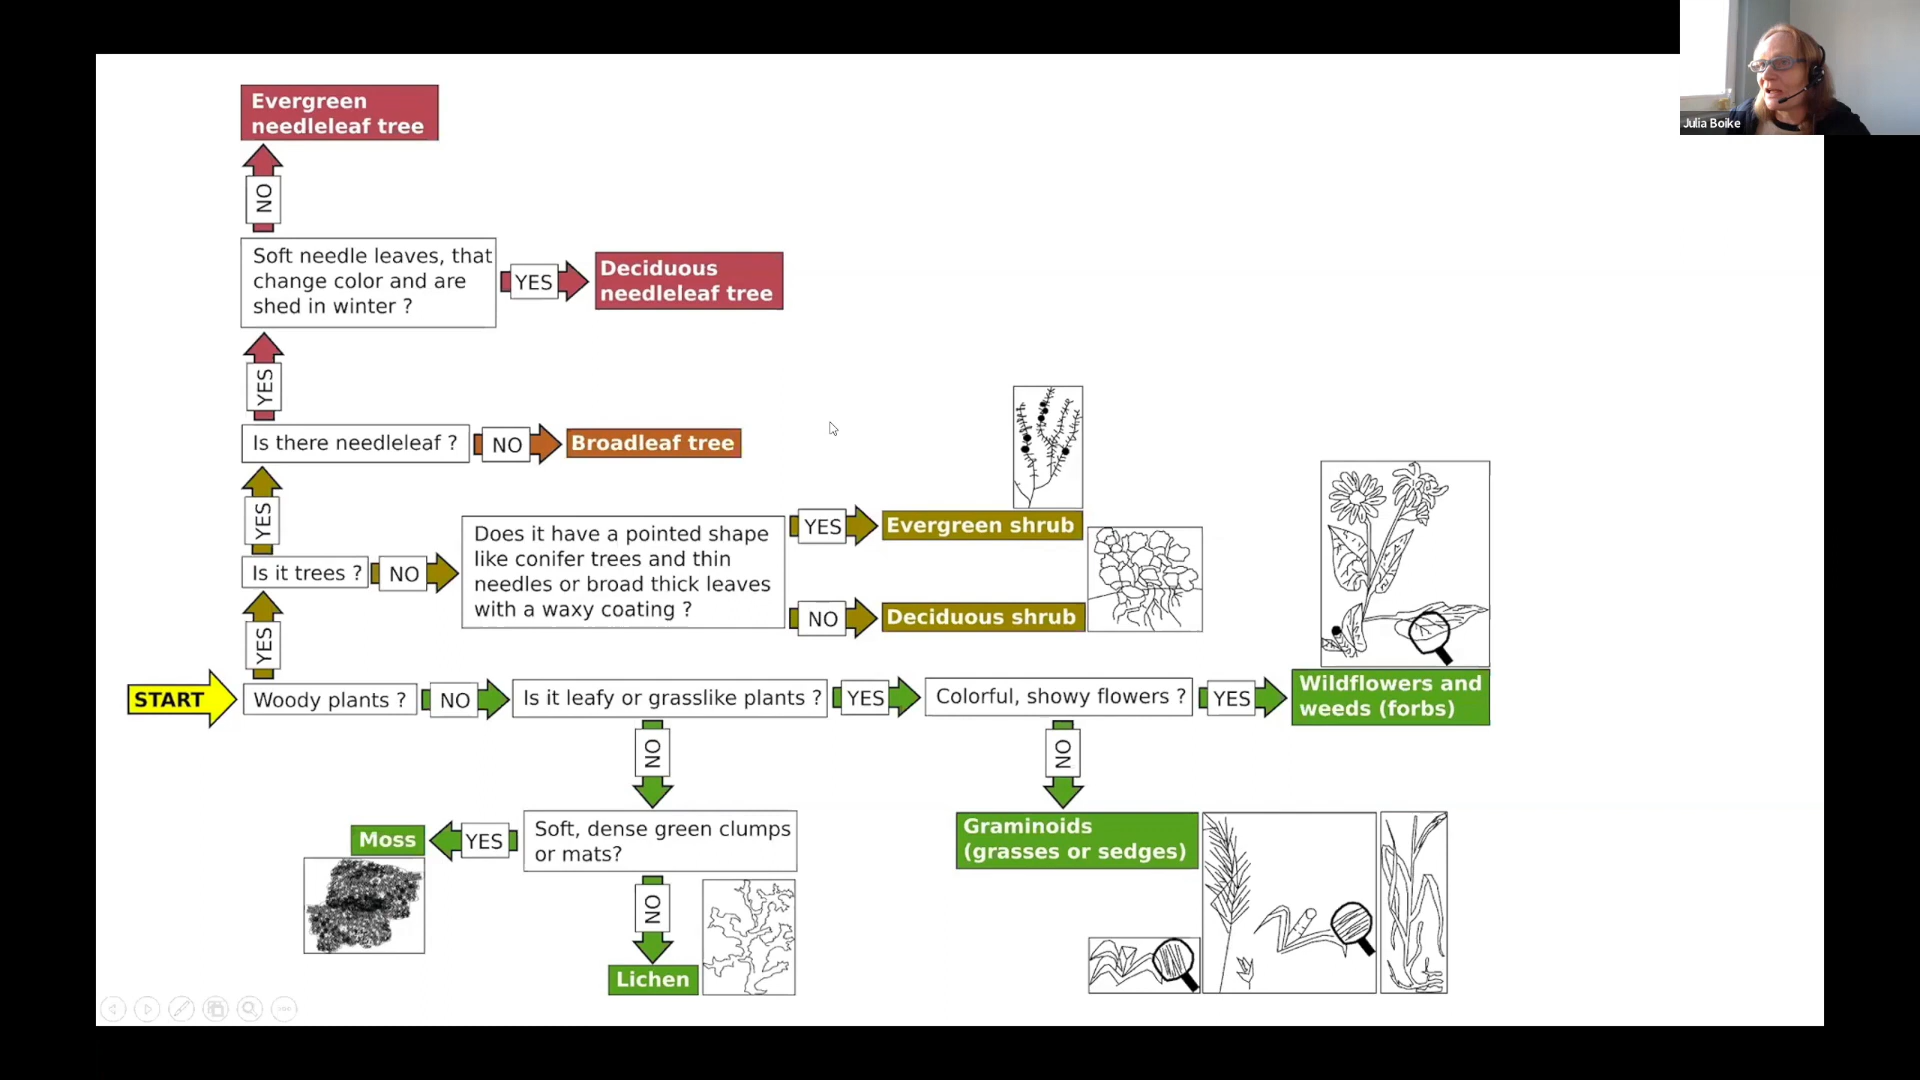 Julia Boike
Evergreen
needleleaf tree
NO
Soft needle leaves, that
change color and are
shed in winter ?
YES
Deciduous
needleleaf tree
YES
Is there needleleaf ?
NO
Broadleaf tree
YES
Is it trees ?
NO
Does it have a pointed shape
like conifer trees and thin
needles or broad thick leaves
with a waxy coating ?
YES
Evergreen shrub
NO
Deciduous shrub
YES
START
Woody plants ?
NO
Is it leafy or grasslike plants ?
YES
Colorful, showy flowers ?
YES
Wildflowers and
weeds (forbs)
NO
NO
Moss
YES
Soft, dense green clumps
or mats?
Graminoids
(grasses or sedges)
NO
Lichen